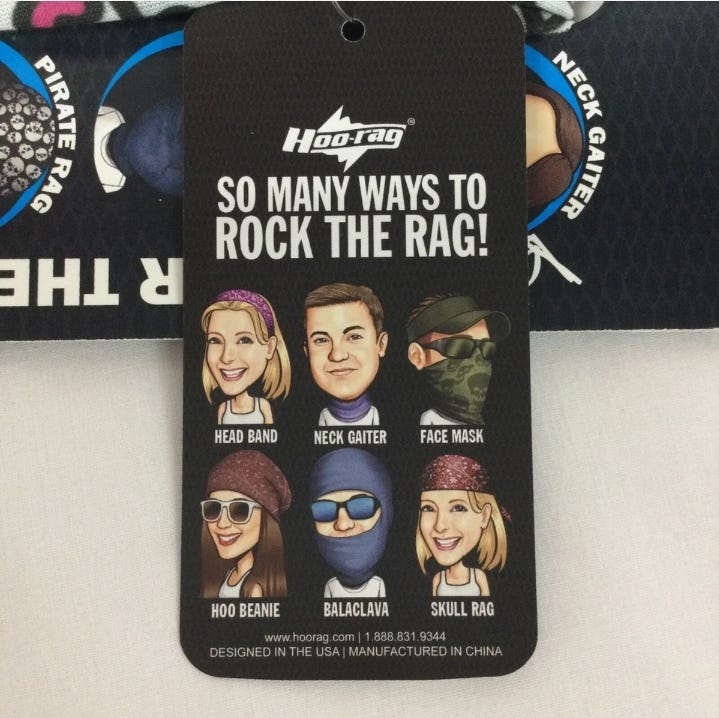 PIRATE RAG
NECK GAITER
R THE
Hoo-rag®
SO MANY WAYS TO
ROCK THE RAG!
HEAD BAND
NECK GAITER
FACE MASK
HOO BEANIE
BALACLAVA
SKULL RAG
www.hoorag.com | 1.888.831.9344
DESIGNED IN THE USA | MANUFACTURED IN CHINA